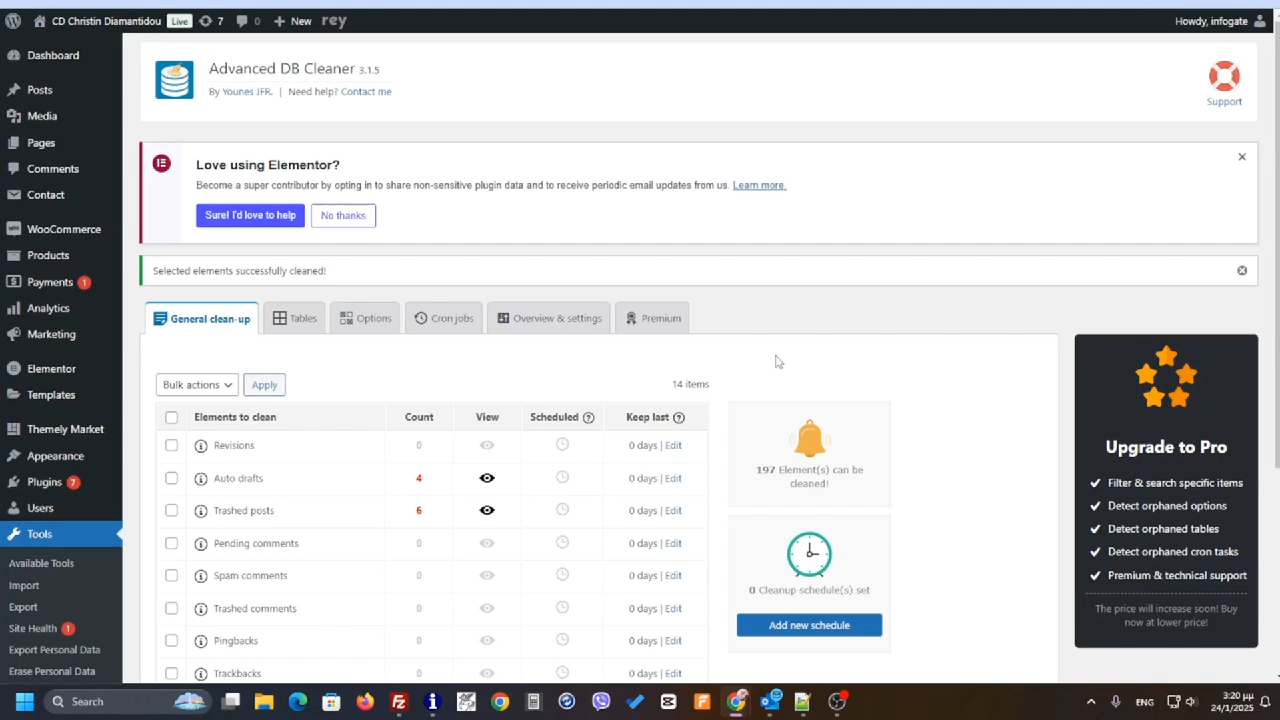 CD Christin Diamantidou Live 7 0 New rey Howdy, infogate
Dashboard
Posts
Media
Pages
Comments
Contact
WooCommerce
Products
Payments 1
Analytics
Marketing
Elementor
Templates
Themely Market
Appearance
Plugins 7
Users
Tools
Available Tools
Import
Export
Site Health 1
Export Personal Data
Erase Personal Data
Advanced DB Cleaner 3.1.5
By Younes JFR. | Need help? Contact me
Support
Love using Elementor?
Become a super contributor by opting in to share non-sensitive plugin data and to receive periodic email updates from us. Learn more.
Sure! I'd love to help No thanks
Selected elements successfully cleaned!
General clean-up Tables Options Cron jobs Overview & settings Premium
Bulk actions Apply 14 items
Elements to clean Count View Scheduled Keep last
Revisions 0 0 days | Edit
Auto drafts 4 0 days | Edit
Trashed posts 6 0 days | Edit
Pending comments 0 0 days | Edit
Spam comments 0 0 days | Edit
Trashed comments 0 0 days | Edit
Pingbacks 0 0 days | Edit
Trackbacks 0 0 days | Edit
197 Element(s) can be
cleaned!
0 Cleanup schedule(s) set
Add new schedule
Upgrade to Pro
Filter & search specific items
Detect orphaned options
Detect orphaned tables
Detect orphaned cron tasks
Premium & technical support
The price will increase soon! Buy
now at lower price!
Search
ENG
3:20 μμ
24/1/2025